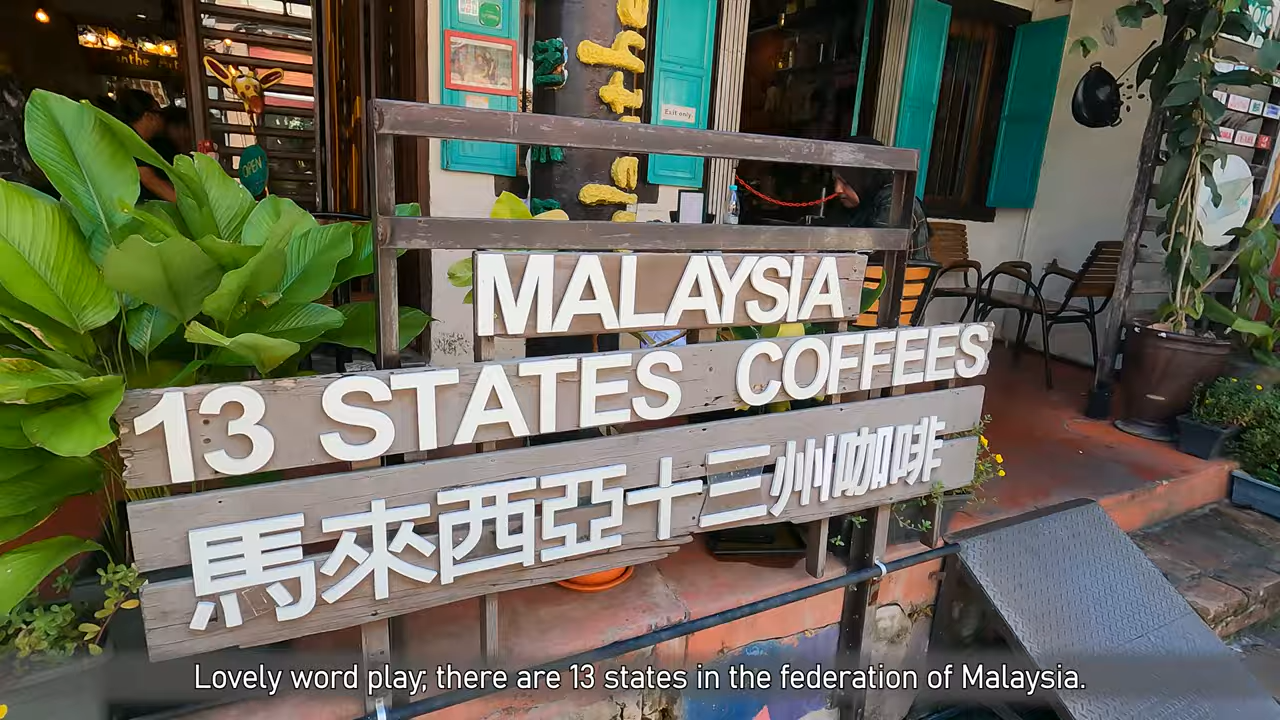 Exit only
OPEN
MALAYSIA
13 STATES COFFEES
馬來西亞十三州咖啡
Lovely word play, there are 13 states in the federation of Malaysia.